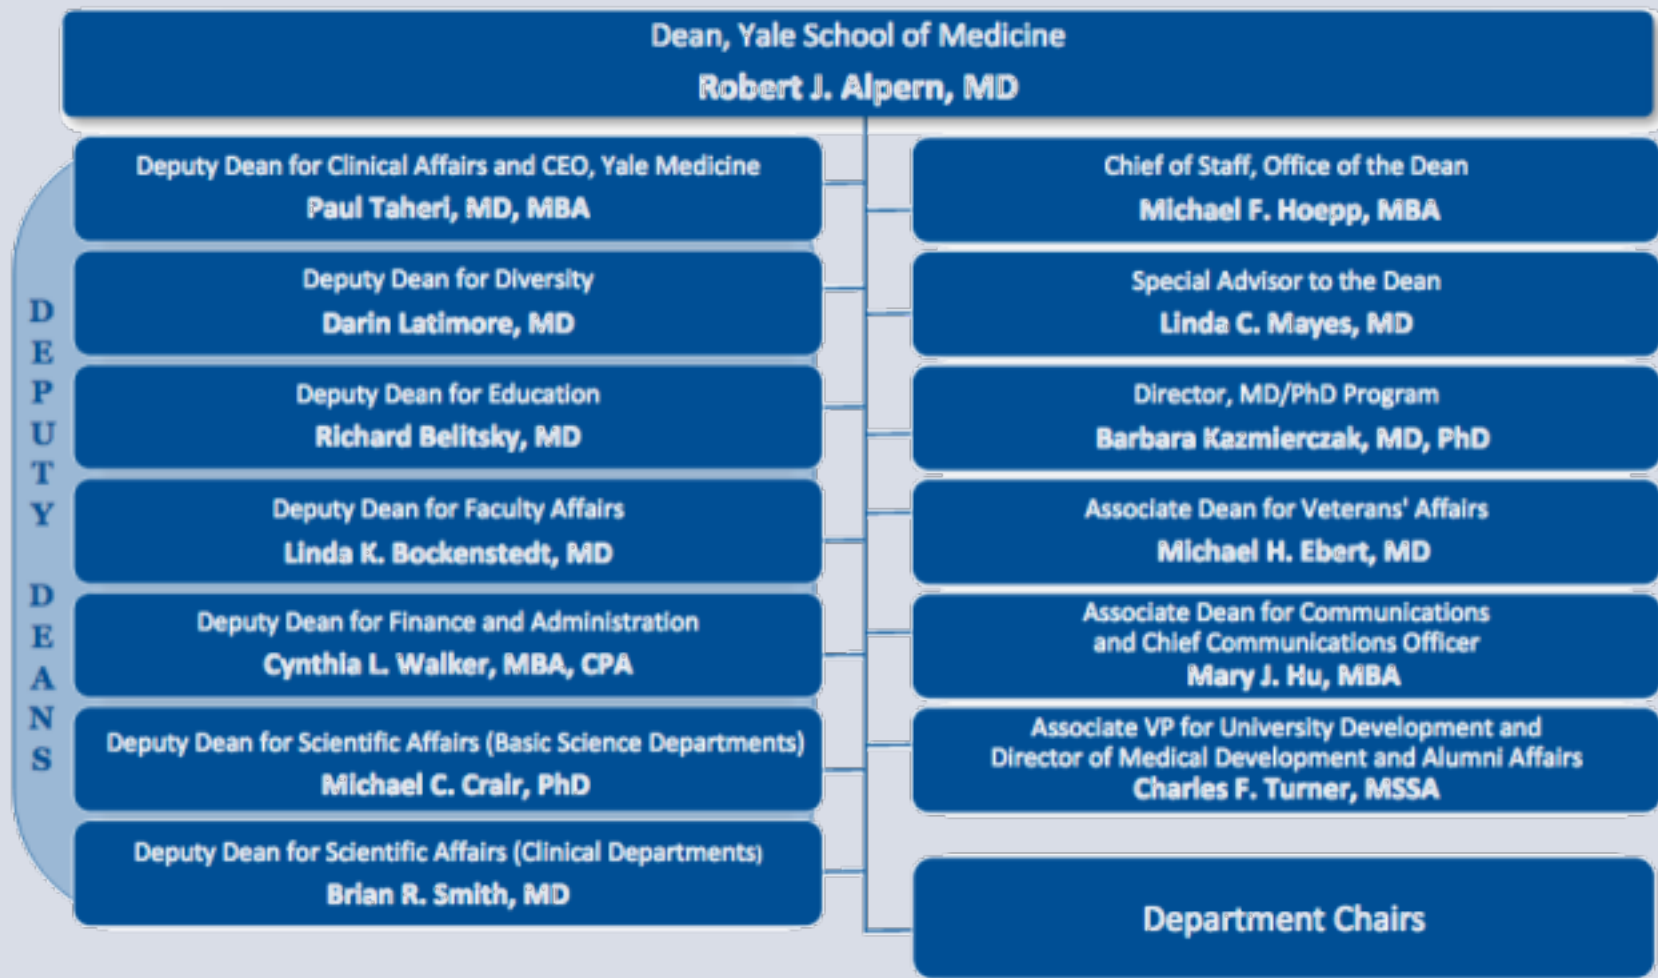 Dean, Yale School of Medicine
Robert J. Alpern, MD
DEPUTY DEANS
Deputy Dean for Clinical Affairs and CEO, Yale Medicine
Paul Taheri, MD, MBA
Deputy Dean for Diversity
Darin Latimore, MD
Deputy Dean for Education
Richard Belitsky, MD
Deputy Dean for Faculty Affairs
Linda K. Bockenstedt, MD
Deputy Dean for Finance and Administration
Cynthia L. Walker, MBA, CPA
Deputy Dean for Scientific Affairs (Basic Science Departments)
Michael C. Crair, PhD
Deputy Dean for Scientific Affairs (Clinical Departments)
Brian R. Smith, MD
Chief of Staff, Office of the Dean
Michael F. Hoepp, MBA
Special Advisor to the Dean
Linda C. Mayes, MD
Director, MD/PhD Program
Barbara Kazmierczak, MD, PhD
Associate Dean for Veterans' Affairs
Michael H. Ebert, MD
Associate Dean for Communications
and Chief Communications Officer
Mary J. Hu, MBA
Associate VP for University Development and
Director of Medical Development and Alumni Affairs
Charles F. Turner, MSSA
Department Chairs